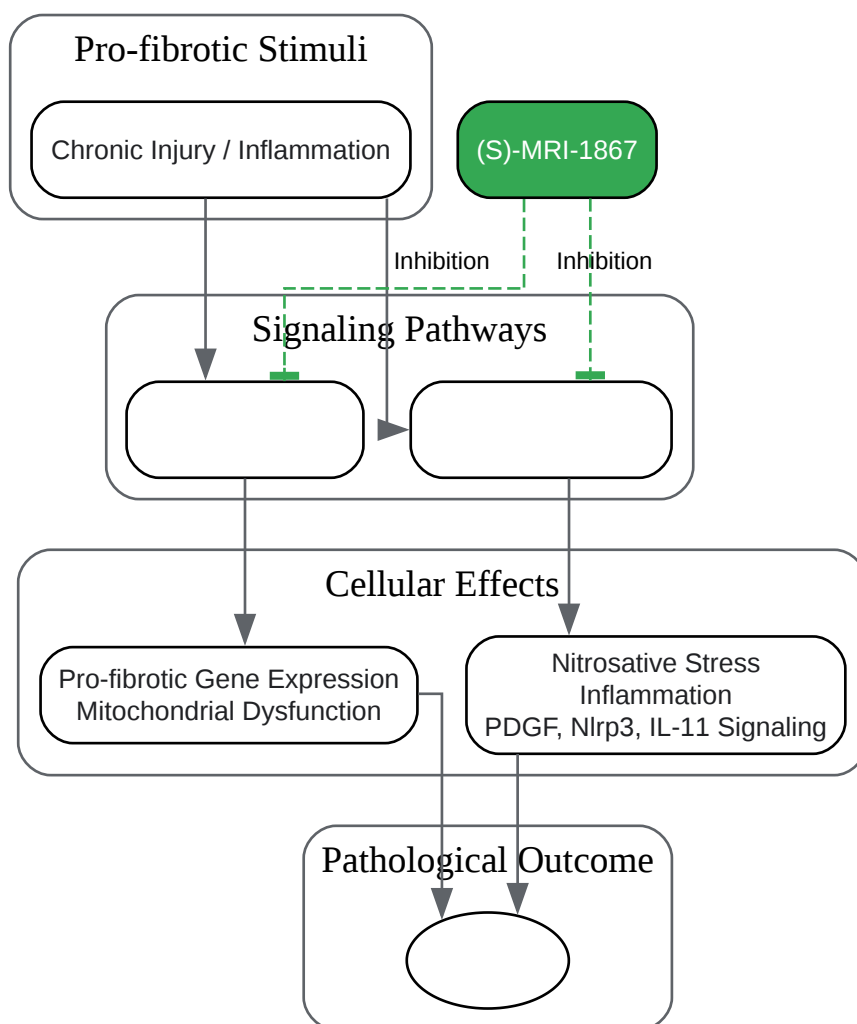 Pro-fibrotic Stimuli
Chronic Injury / Inflammation
(S)-MRI-1867
Inhibition
Inhibition
Signaling Pathways
Cellular Effects
Pro-fibrotic Gene Expression
Mitochondrial Dysfunction
Nitrosative Stress
Inflammation
PDGF, Nlrp3, IL-11 Signaling
Pathological Outcome